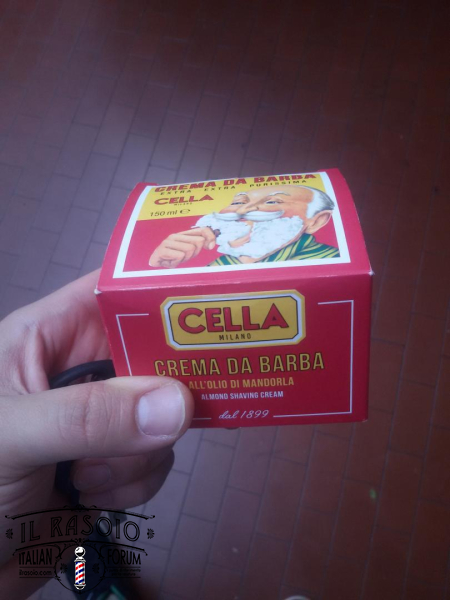 CREMA DA BARBA
EXTRA EXTRA PURISSIMA
CELLA
MILANO
150 ml ℮
CELLA
MILANO
CREMA DA BARBA
ALL'OLIO DI MANDORLA
ALMOND SHAVING CREAM
dal 1899
IL RASOIO
ITALIAN FORUM